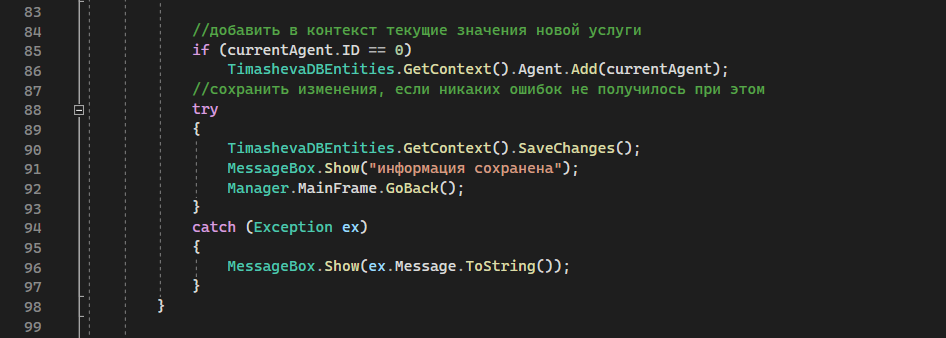 83
84 //добавить в контекст текущие значения новой услуги
85 if (currentAgent.ID == 0)
86 TimashevaDBEntities.GetContext().Agent.Add(currentAgent);
87 //сохранить изменения, если никаких ошибок не получилось при этом
88 try
89 {
90 TimashevaDBEntities.GetContext().SaveChanges();
91 MessageBox.Show("информация сохранена");
92 Manager.MainFrame.GoBack();
93 }
94 catch (Exception ex)
95 {
96 MessageBox.Show(ex.Message.ToString());
97 }
98 }
99